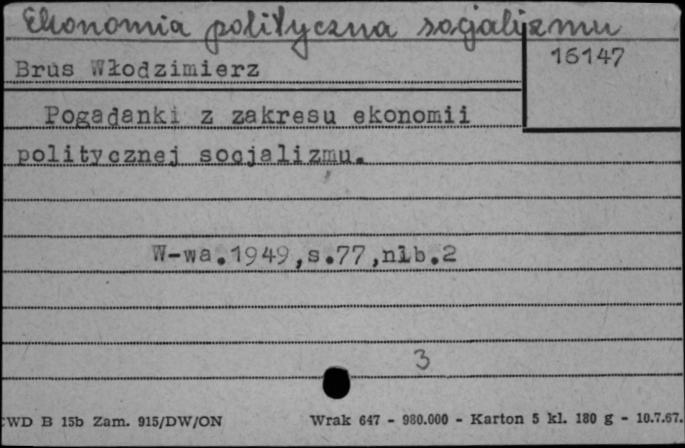 Ekonomia polityczna socjalizmu
16147
Brus Włodzimierz
Pogadanki z zakresu ekonomii
politycznej socjalizmu.
W-wa.1949,s.77,nlb.2
3
CWD B 15b Zam. 915/DW/ON Wrak 647 - 980.000 - Karton 5 kl. 180 g - 10.7.67.